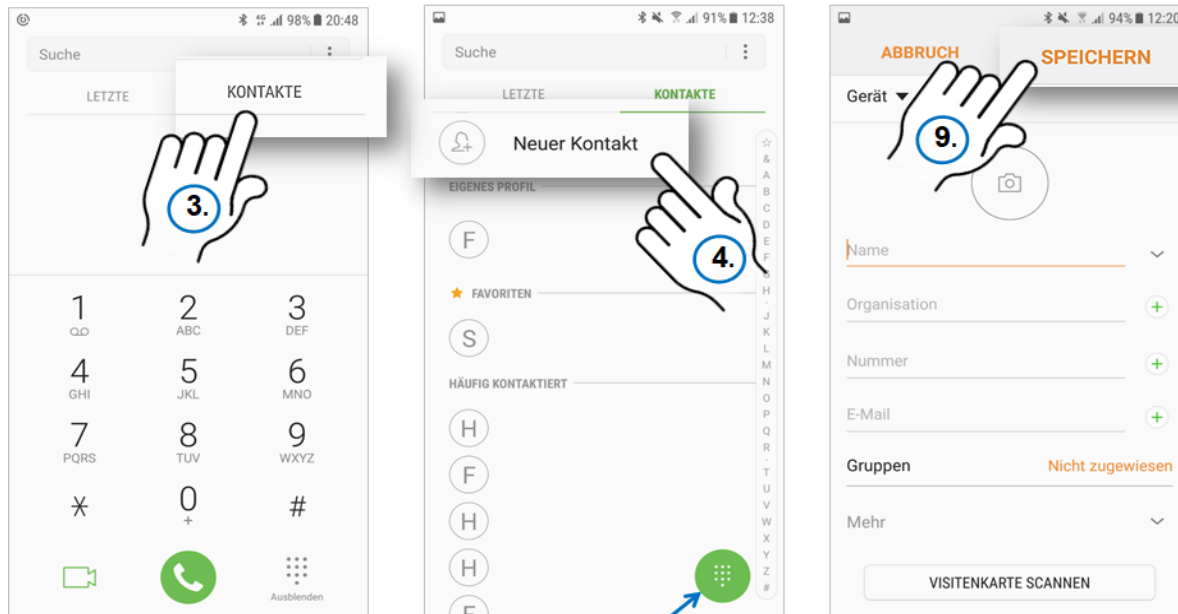 98% 20:48
Suche
LETZTE
KONTAKTE
3.
1
2 ABC
3 DEF
4 GHI
5 JKL
6 MNO
7 PQRS
8 TUV
9 WXYZ
*
0 +
#
Ausblenden
91% 12:38
Suche
LETZTE
KONTAKTE
Neuer Kontakt
EIGENES PROFIL
F
4.
FAVORITEN
S
HÄUFIG KONTAKTIERT
H
F
H
H
F
&
A
B
C
D
E
F
G
H
J
K
L
M
N
O
P
Q
R
T
U
V
W
X
Y
Z
#
94% 12:20
ABBRUCH
SPEICHERN
Gerät
9.
Name
Organisation
Nummer
E-Mail
Gruppen
Nicht zugewiesen
Mehr
VISITENKARTE SCANNEN